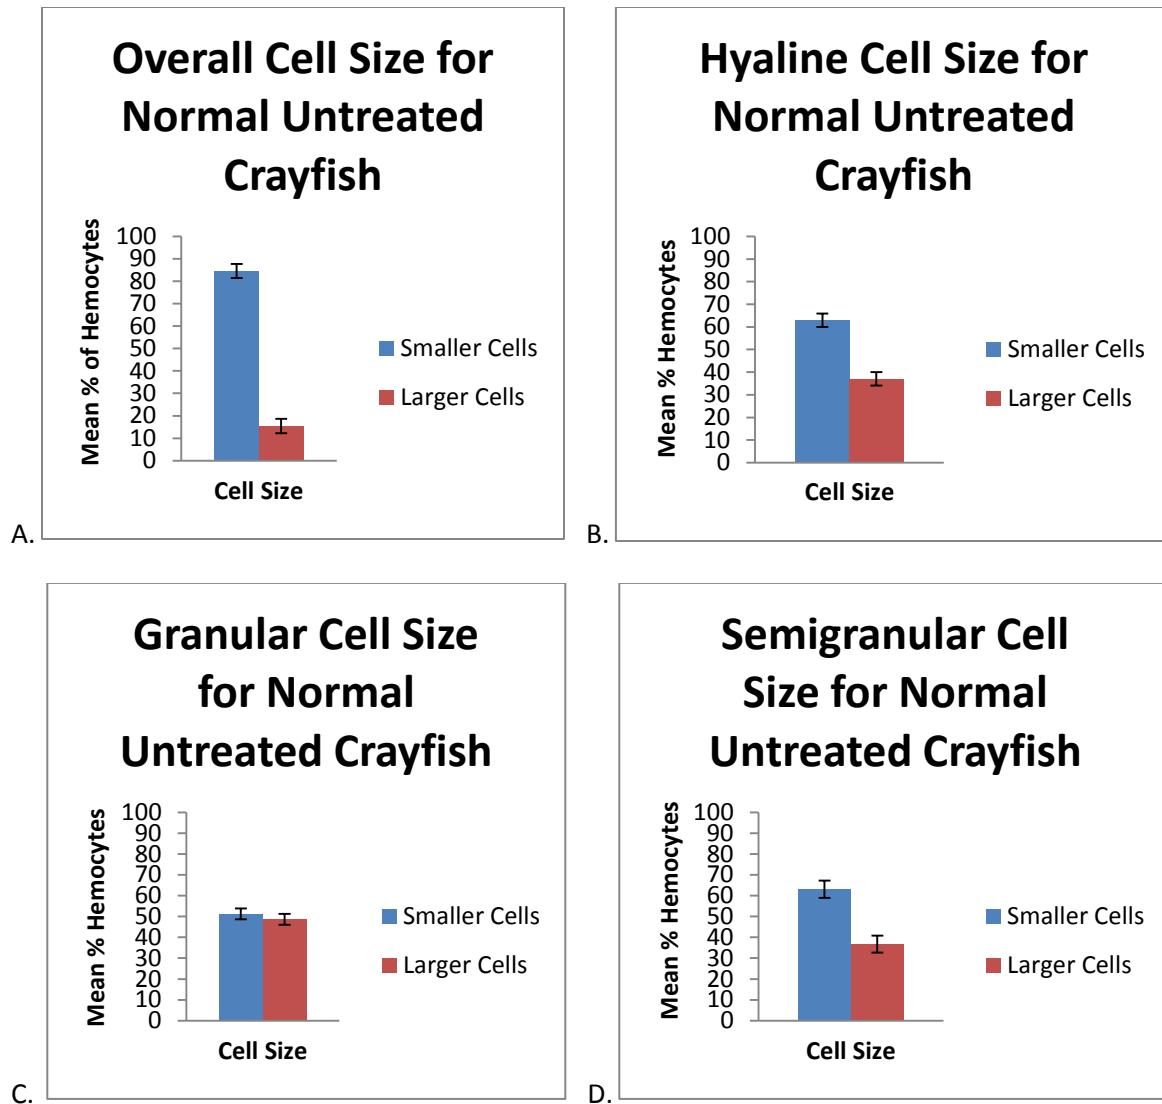 Overall Cell Size for
Normal Untreated
Crayfish
Mean % of Hemocytes
100
90
80
70
60
50
40
30
20
10
0
Smaller Cells
Larger Cells
Cell Size
A.
Hyaline Cell Size for
Normal Untreated
Crayfish
Mean % Hemocytes
100
90
80
70
60
50
40
30
20
10
0
Smaller Cells
Larger Cells
Cell Size
B.
Granular Cell Size
for Normal
Untreated Crayfish
Mean % Hemocytes
100
90
80
70
60
50
40
30
20
10
0
Smaller Cells
Larger Cells
Cell Size
C.
Semigranular Cell
Size for Normal
Untreated Crayfish
Mean % Hemocytes
100
90
80
70
60
50
40
30
20
10
0
Smaller Cells
Larger Cells
Cell Size
D.